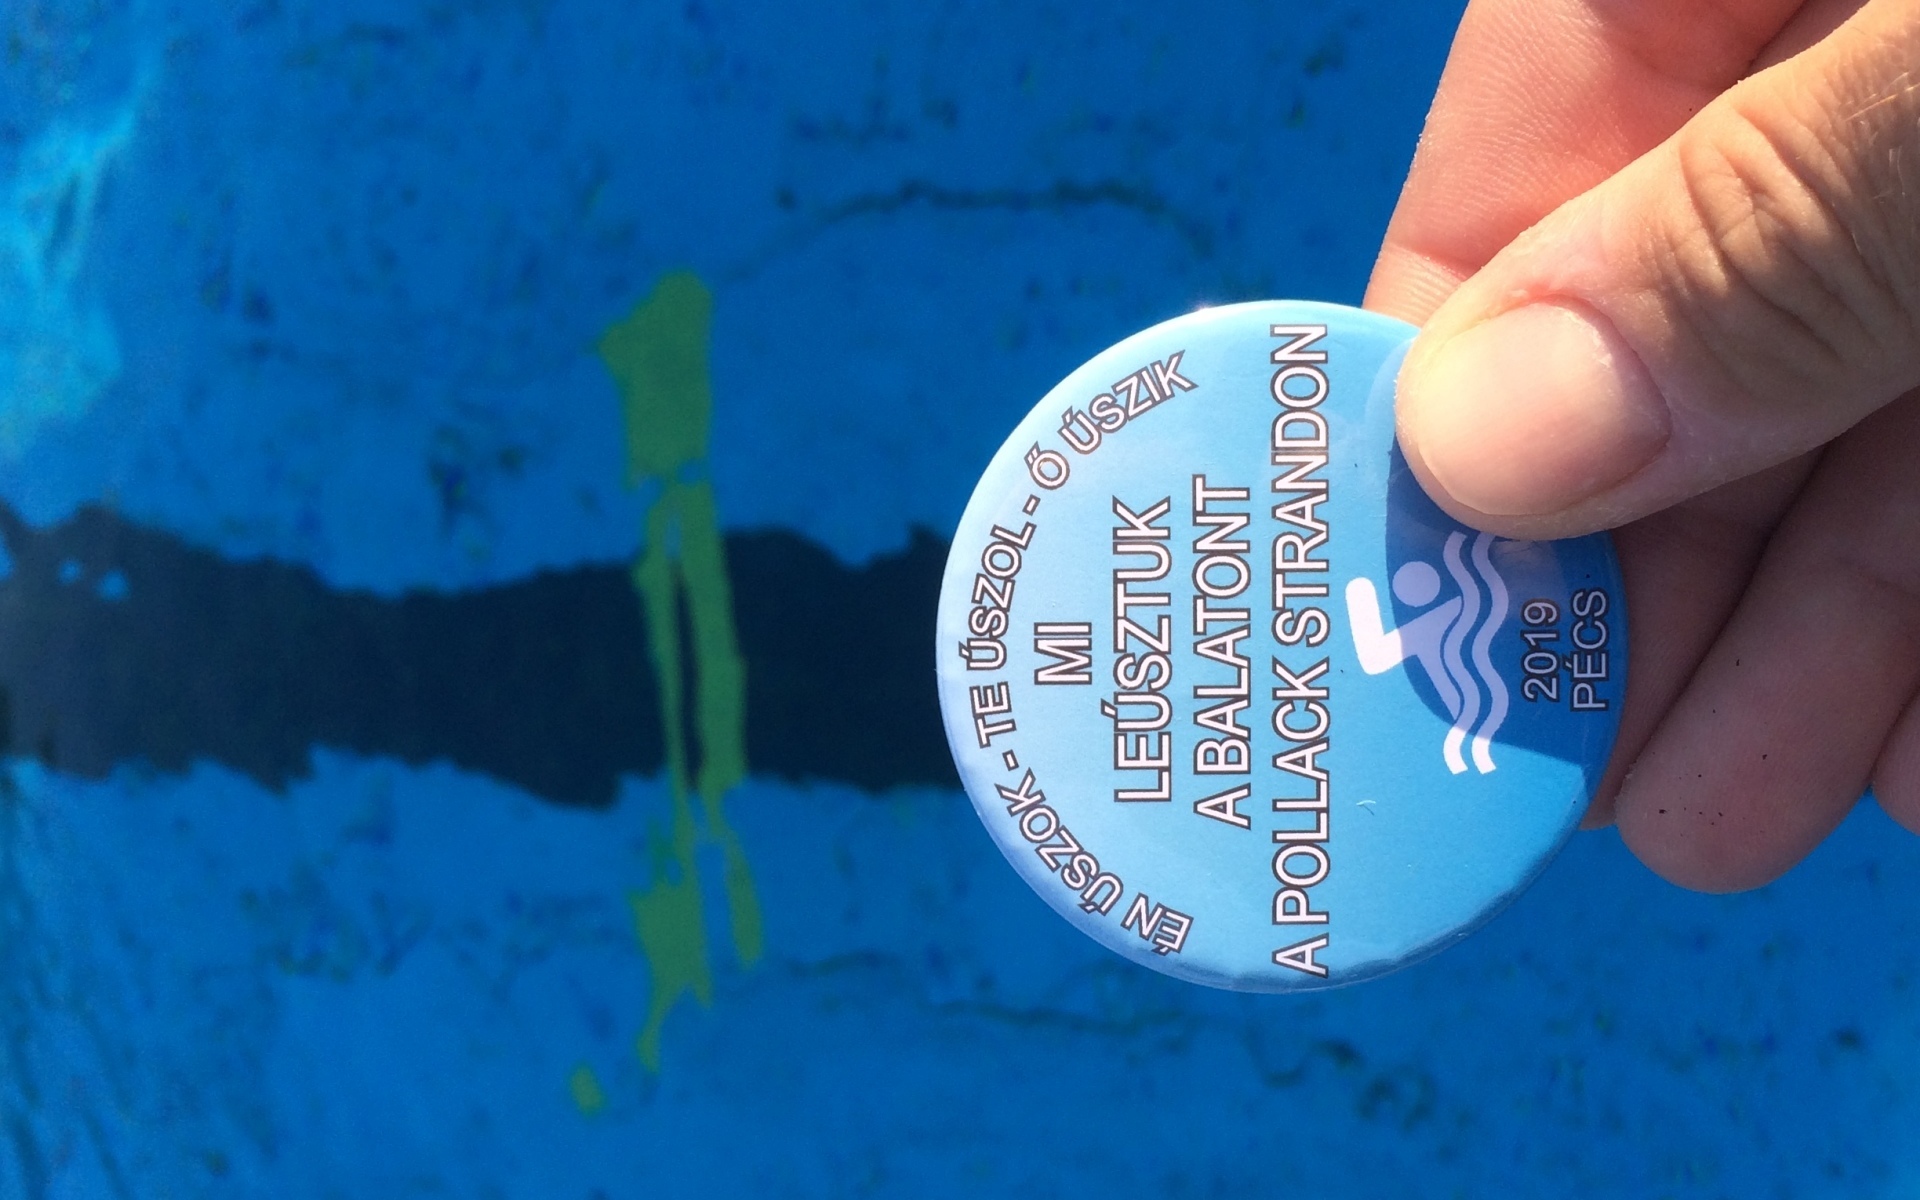 ÉN ÚSZOK - TE ÚSZOL - Ő ÚSZIK
MI
LEÚSZTUK
A BALATONT
A POLLACK STRANDON
2019
PÉCS